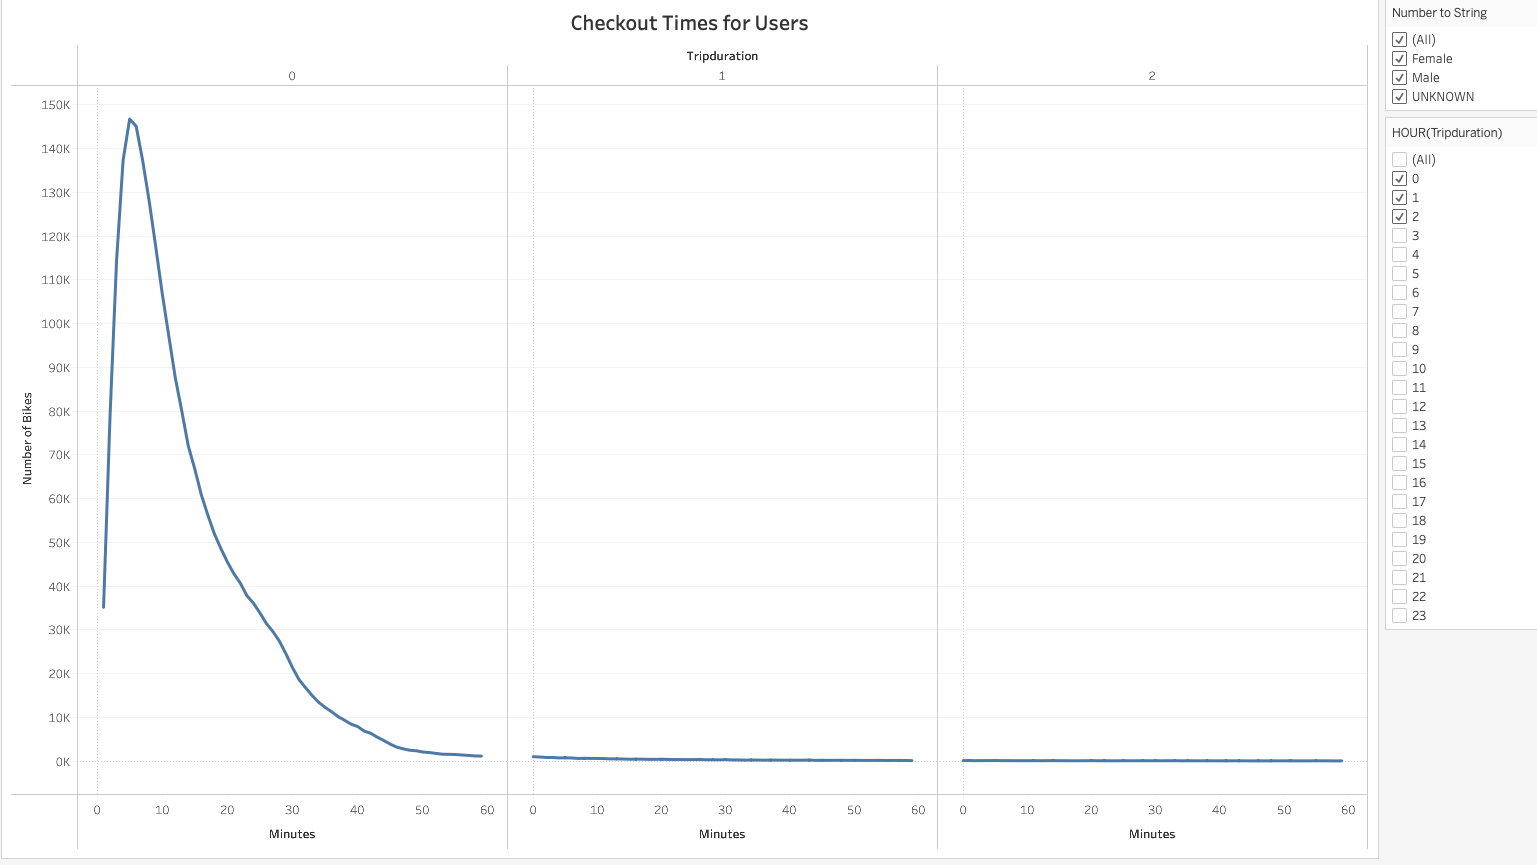 Checkout Times for Users
Tripduration
0 1 2
150K
140K
130K
120K
110K
100K
90K
80K
70K
60K
50K
40K
30K
20K
10K
0K
Number of Bikes
0 10 20 30 40 50 60 0 10 20 30 40 50 60 0 10 20 30 40 50 60
Minutes Minutes Minutes
Number to String
(All)
Female
Male
UNKNOWN
HOUR(Tripduration)
(All)
0
1
2
3
4
5
6
7
8
9
10
11
12
13
14
15
16
17
18
19
20
21
22
23